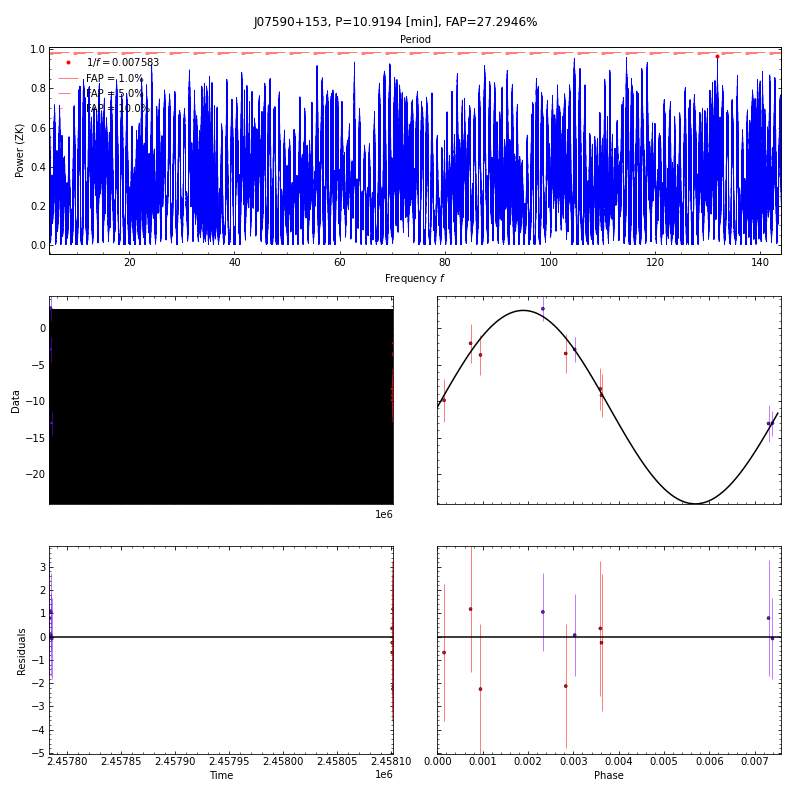 J07590+153, P=10.9194 [min], FAP=27.2946%
Period
1.0
0.8
0.6
0.4
0.2
0.0
Power (ZK)
1/f = 0.007583
FAP = 1.0%
FAP = 5.0%
FAP = 10.0%
20 40 60 80 100 120 140
Frequency f
0
−5
−10
−15
−20
Data
1e6
3
2
1
0
−1
−2
−3
−4
−5
Residuals
2.45780 2.45785 2.45790 2.45795 2.45800 2.45805 2.45810
Time
1e6
0.000 0.001 0.002 0.003 0.004 0.005 0.006 0.007
Phase